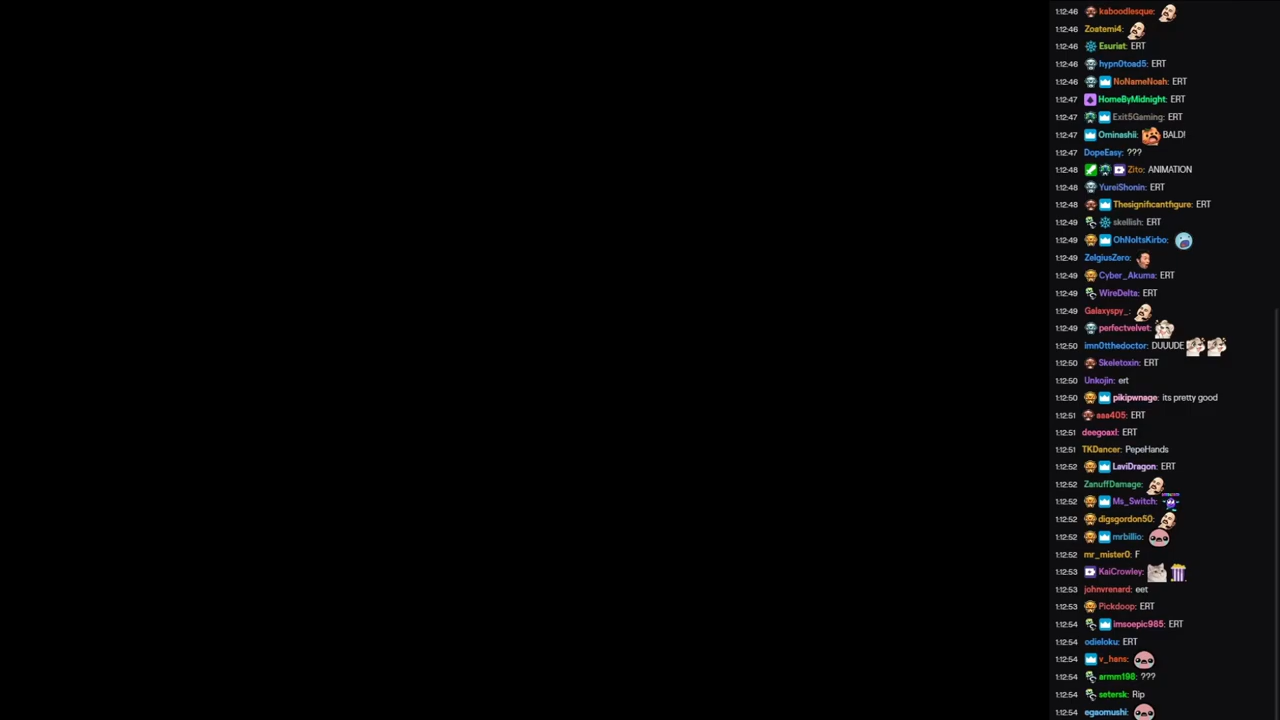 1:12:46 kaboodlesque:
1:12:46 Zoatemi4:
1:12:46 Esuriat: ERT
1:12:46 hypn0toad5: ERT
1:12:46 NoNameNoah: ERT
1:12:47 HomeByMidnight: ERT
1:12:47 Exit5Gaming: ERT
1:12:47 Ominashii: BALD!
1:12:47 DopeEasy: ???
1:12:48 Zito: ANIMATION
1:12:48 YureiShonin: ERT
1:12:48 Thesignificantfigure: ERT
1:12:49 skellish: ERT
1:12:49 OhNoItsKirbo:
1:12:49 ZelgiusZero:
1:12:49 Cyber_Akuma: ERT
1:12:49 WireDelta: ERT
1:12:49 Galaxyspy_:
1:12:49 perfectvelvet:
1:12:50 imn0tthedoctor: DUUUDE
1:12:50 Skeletoxin: ERT
1:12:50 Unkojin: ert
1:12:50 pikipwnage: its pretty good
1:12:51 aaa405: ERT
1:12:51 deegoaxl: ERT
1:12:51 TKDancer: PepeHands
1:12:52 LaviDragon: ERT
1:12:52 ZanuffDamage:
1:12:52 Ms_Switch:
1:12:52 digsgordon50:
1:12:52 mrbillio:
1:12:52 mr_mister0: F
1:12:53 KaiCrowley:
1:12:53 johnvrenard: eet
1:12:53 Pickdoop: ERT
1:12:54 imsoepic985: ERT
1:12:54 odieloku: ERT
1:12:54 v_hans:
1:12:54 armm198: ???
1:12:54 setersk: Rip
1:12:54 egaomushi: